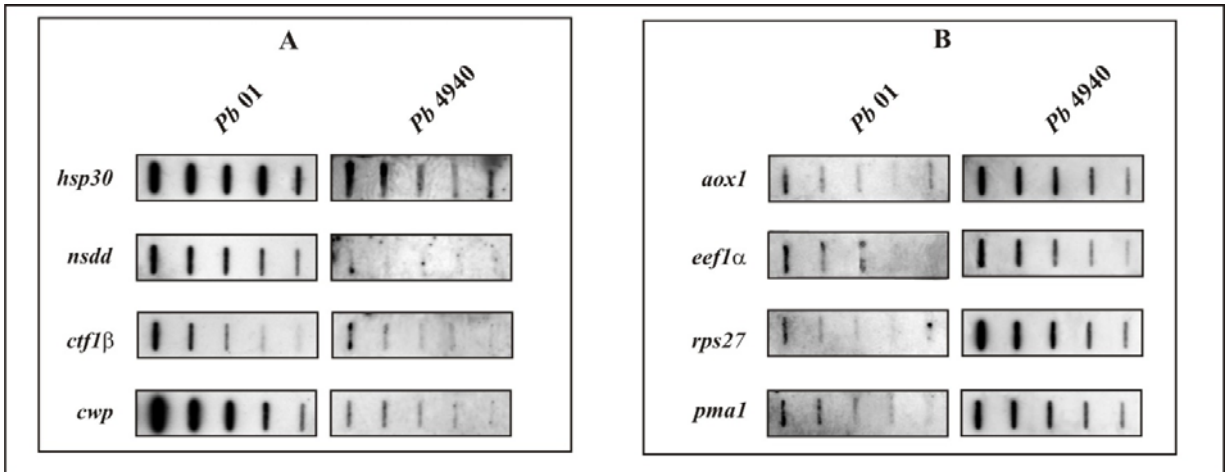 A
Pb 01
Pb 4940
hsp30
nsdd
ctf1β
cwp
B
Pb 01
Pb 4940
aox1
eef1α
rps27
pma1